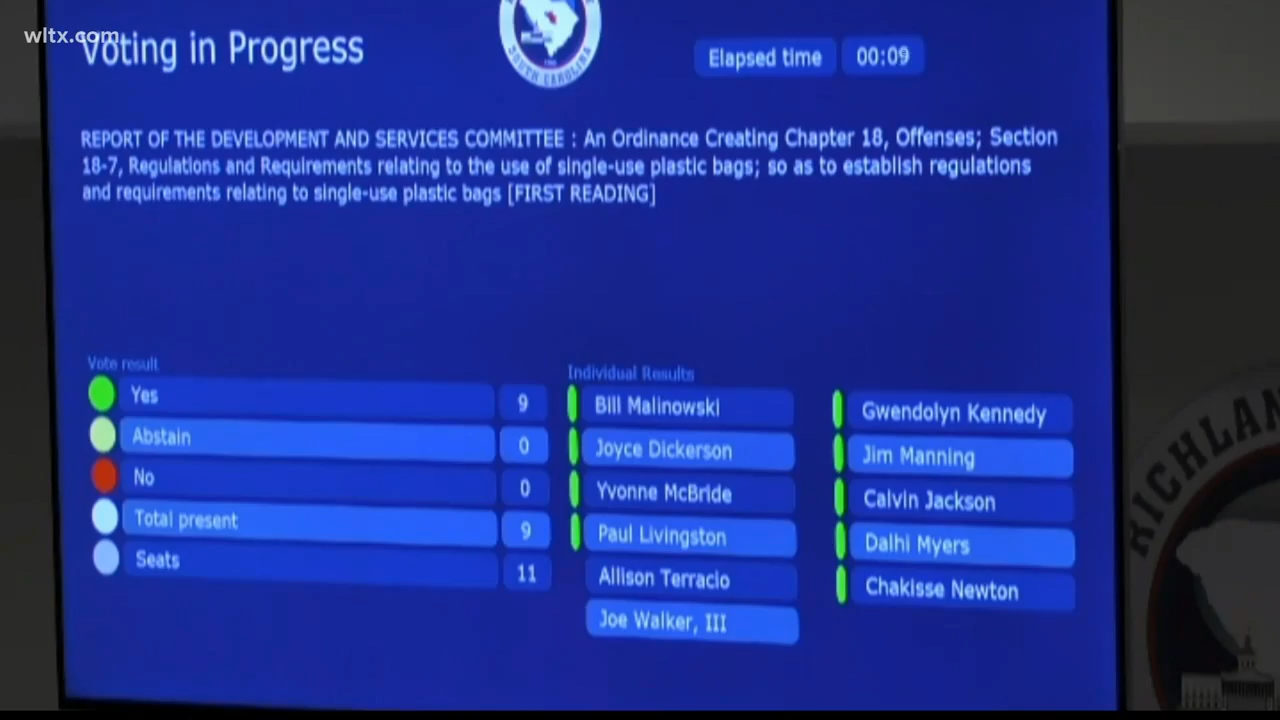 wltx.com
Voting in Progress
SOUTH CAROLINA
Elapsed time 00:09
REPORT OF THE DEVELOPMENT AND SERVICES COMMITTEE : An Ordinance Creating Chapter 18, Offenses; Section
18-7, Regulations and Requirements relating to the use of single-use plastic bags; so as to establish regulations
and requirements relating to single-use plastic bags [FIRST READING]
Vote result
Yes 9
Abstain 0
No 0
Total present 9
Seats 11
Individual Results
Bill Malinowski
Joyce Dickerson
Yvonne McBride
Paul Livingston
Allison Terracio
Joe Walker, III
Gwendolyn Kennedy
Jim Manning
Calvin Jackson
Dalhi Myers
Chakisse Newton
RICHLAN